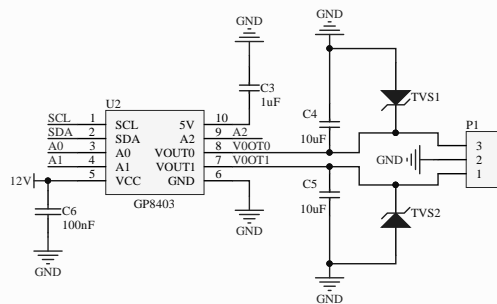 GND
GND
C3
1uF
U2
TVS1
C4
10uF
P1
SCL 1 SCL 5V 10
SDA 2 SDA A2 9 A2
A0 3 A0 VOUT0 8 V0OT0
A1 4 A1 VOUT1 7 V0OT1
12V 5 VCC GND 6
GP8403
3
GND 2
1
C5
10uF
C6
100nF
TVS2
GND
GND
GND